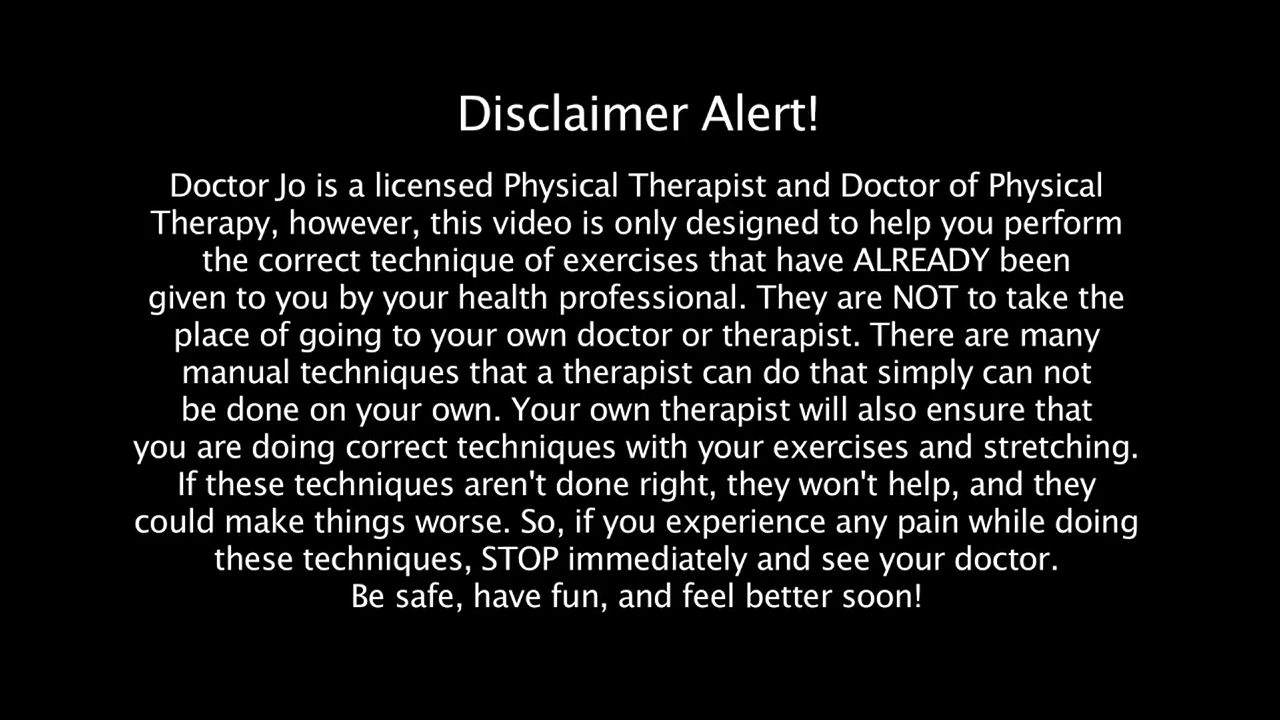 Disclaimer Alert!
Doctor Jo is a licensed Physical Therapist and Doctor of Physical
Therapy, however, this video is only designed to help you perform
the correct technique of exercises that have ALREADY been
given to you by your health professional. They are NOT to take the
place of going to your own doctor or therapist. There are many
manual techniques that a therapist can do that simply can not
be done on your own. Your own therapist will also ensure that
you are doing correct techniques with your exercises and stretching.
If these techniques aren't done right, they won't help, and they
could make things worse. So, if you experience any pain while doing
these techniques, STOP immediately and see your doctor.
Be safe, have fun, and feel better soon!